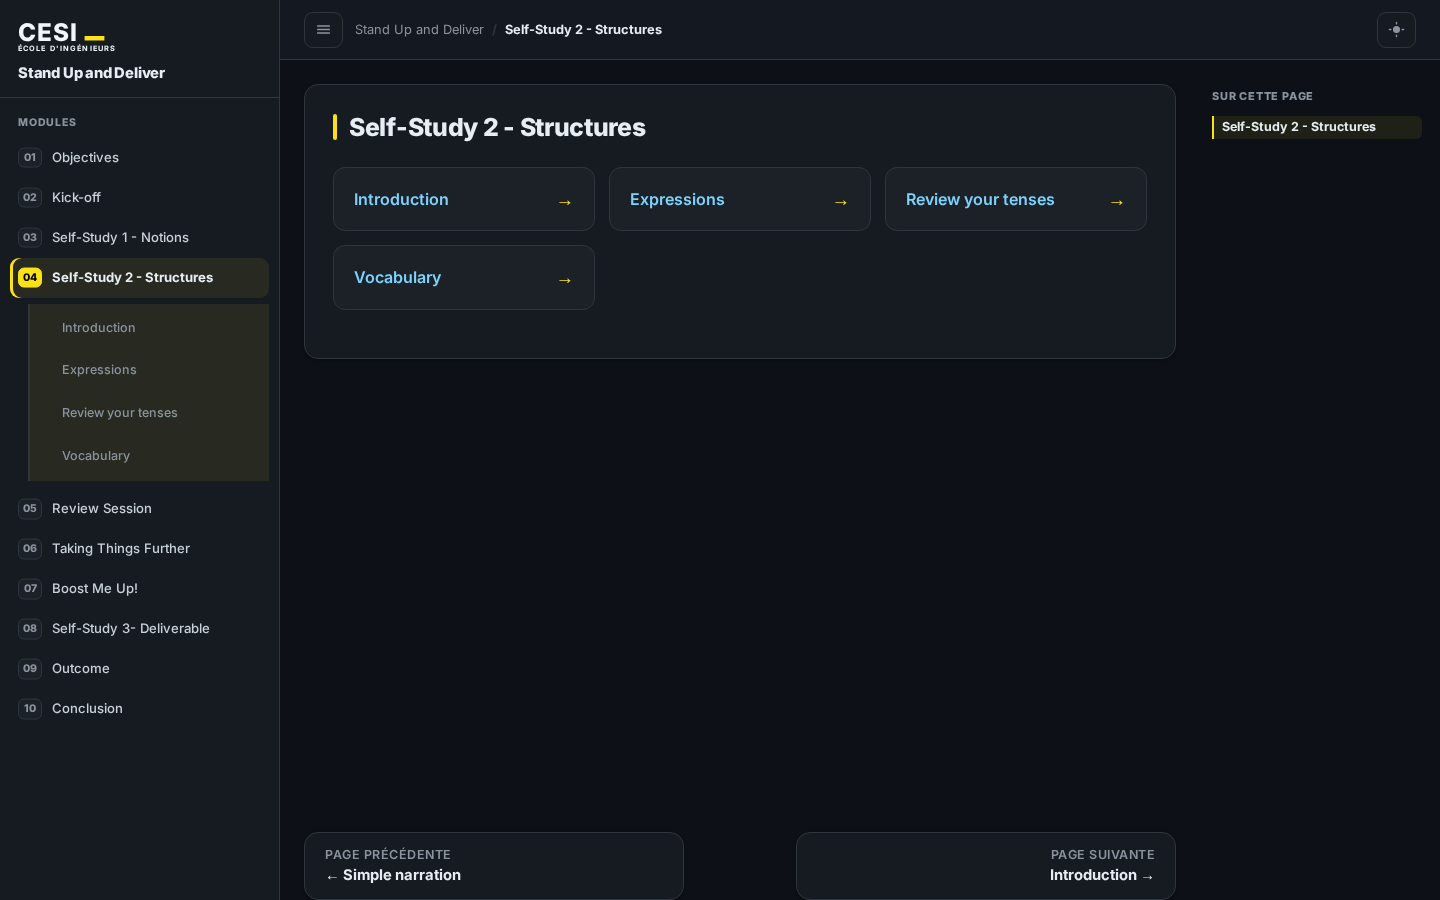 CESI
ÉCOLE D'INGÉNIEURS
Stand Up and Deliver
MODULES
01 Objectives
02 Kick-off
03 Self-Study 1 - Notions
04 Self-Study 2 - Structures
Introduction
Expressions
Review your tenses
Vocabulary
05 Review Session
06 Taking Things Further
07 Boost Me Up!
08 Self-Study 3- Deliverable
09 Outcome
10 Conclusion
Stand Up and Deliver / Self-Study 2 - Structures
Self-Study 2 - Structures
Introduction →
Expressions →
Review your tenses →
Vocabulary →
PAGE PRÉCÉDENTE
← Simple narration
PAGE SUIVANTE
Introduction →
SUR CETTE PAGE
Self-Study 2 - Structures